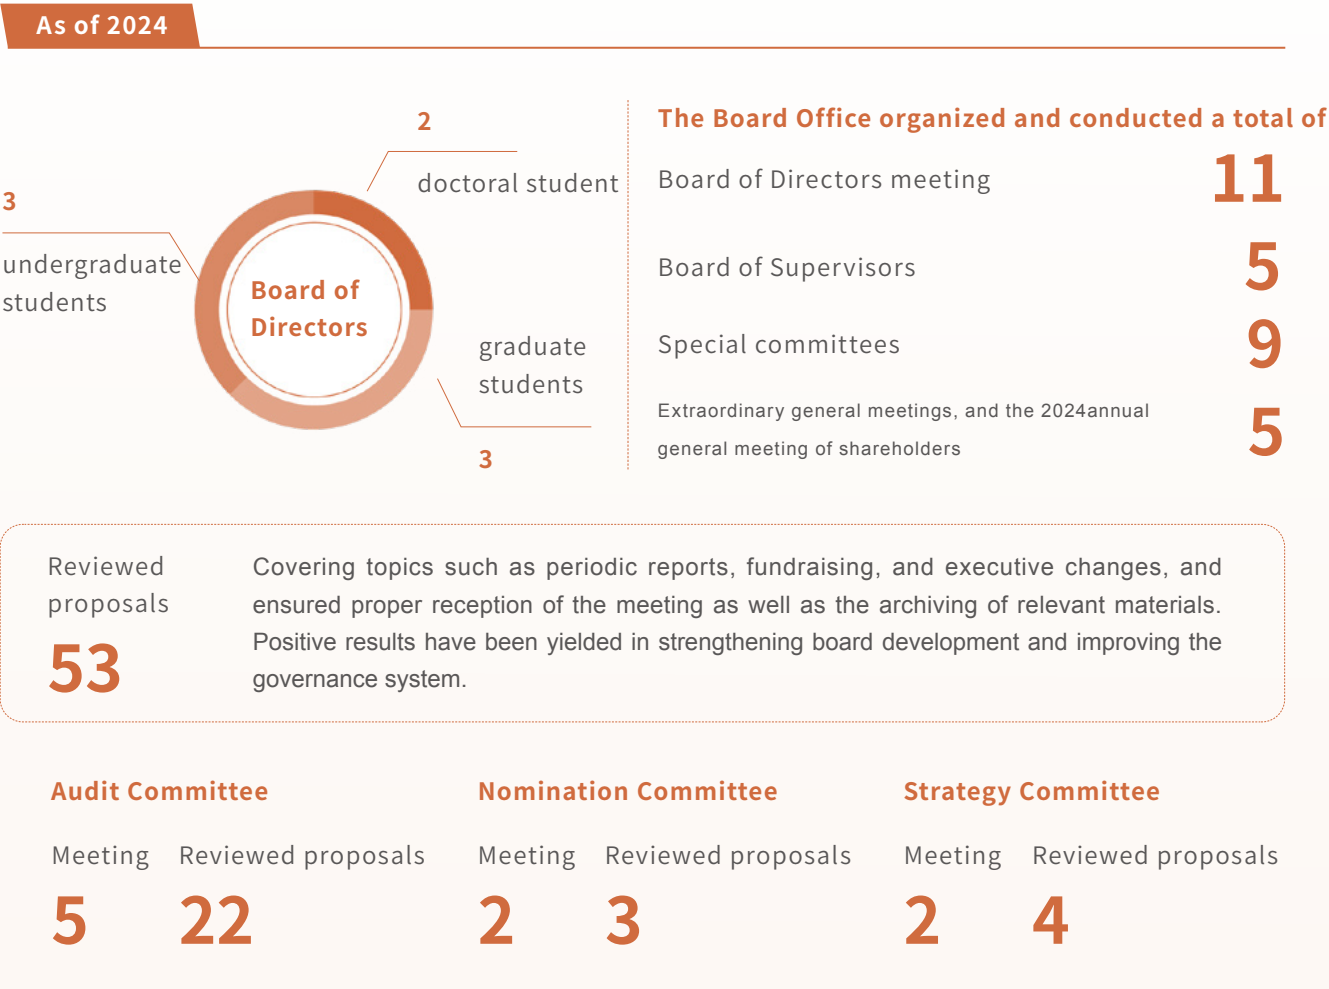 As of 2024
2
doctoral student
3
undergraduate
students
Board of
Directors
graduate
students
3
The Board Office organized and conducted a total of
Board of Directors meeting
11
Board of Supervisors
5
Special committees
9
Extraordinary general meetings, and the 2024annual
general meeting of shareholders
5
Reviewed
proposals
53
Covering topics such as periodic reports, fundraising, and executive changes, and
ensured proper reception of the meeting as well as the archiving of relevant materials.
Positive results have been yielded in strengthening board development and improving the
governance system.
Audit Committee
Meeting Reviewed proposals
5 22
Nomination Committee
Meeting Reviewed proposals
2 3
Strategy Committee
Meeting Reviewed proposals
2 4